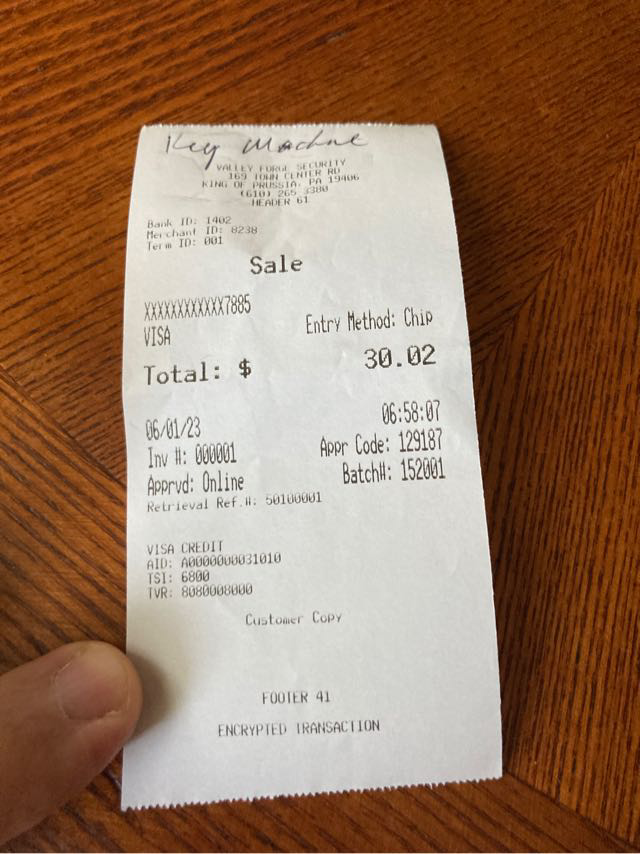 Key Machine
VALLEY FORGE SECURITY
169 TOWN CENTER RD
KING OF PRUSSIA, PA 19406
(610) 265 3380
HEADER 61
Bank ID: 1402
Merchant ID: 8238
Term ID: 001
Sale
XXXXXXXXXXXX7885
VISA Entry Method: Chip
Total: $ 30.02
06/01/23 06:58:07
Inv #: 000001 Appr Code: 129187
Apprvd: Online Batch#: 152001
Retrieval Ref.#: 50100001
VISA CREDIT
AID: A0000000031010
TSI: 6800
TVR: 8080008000
Customer Copy
FOOTER 41
ENCRYPTED TRANSACTION